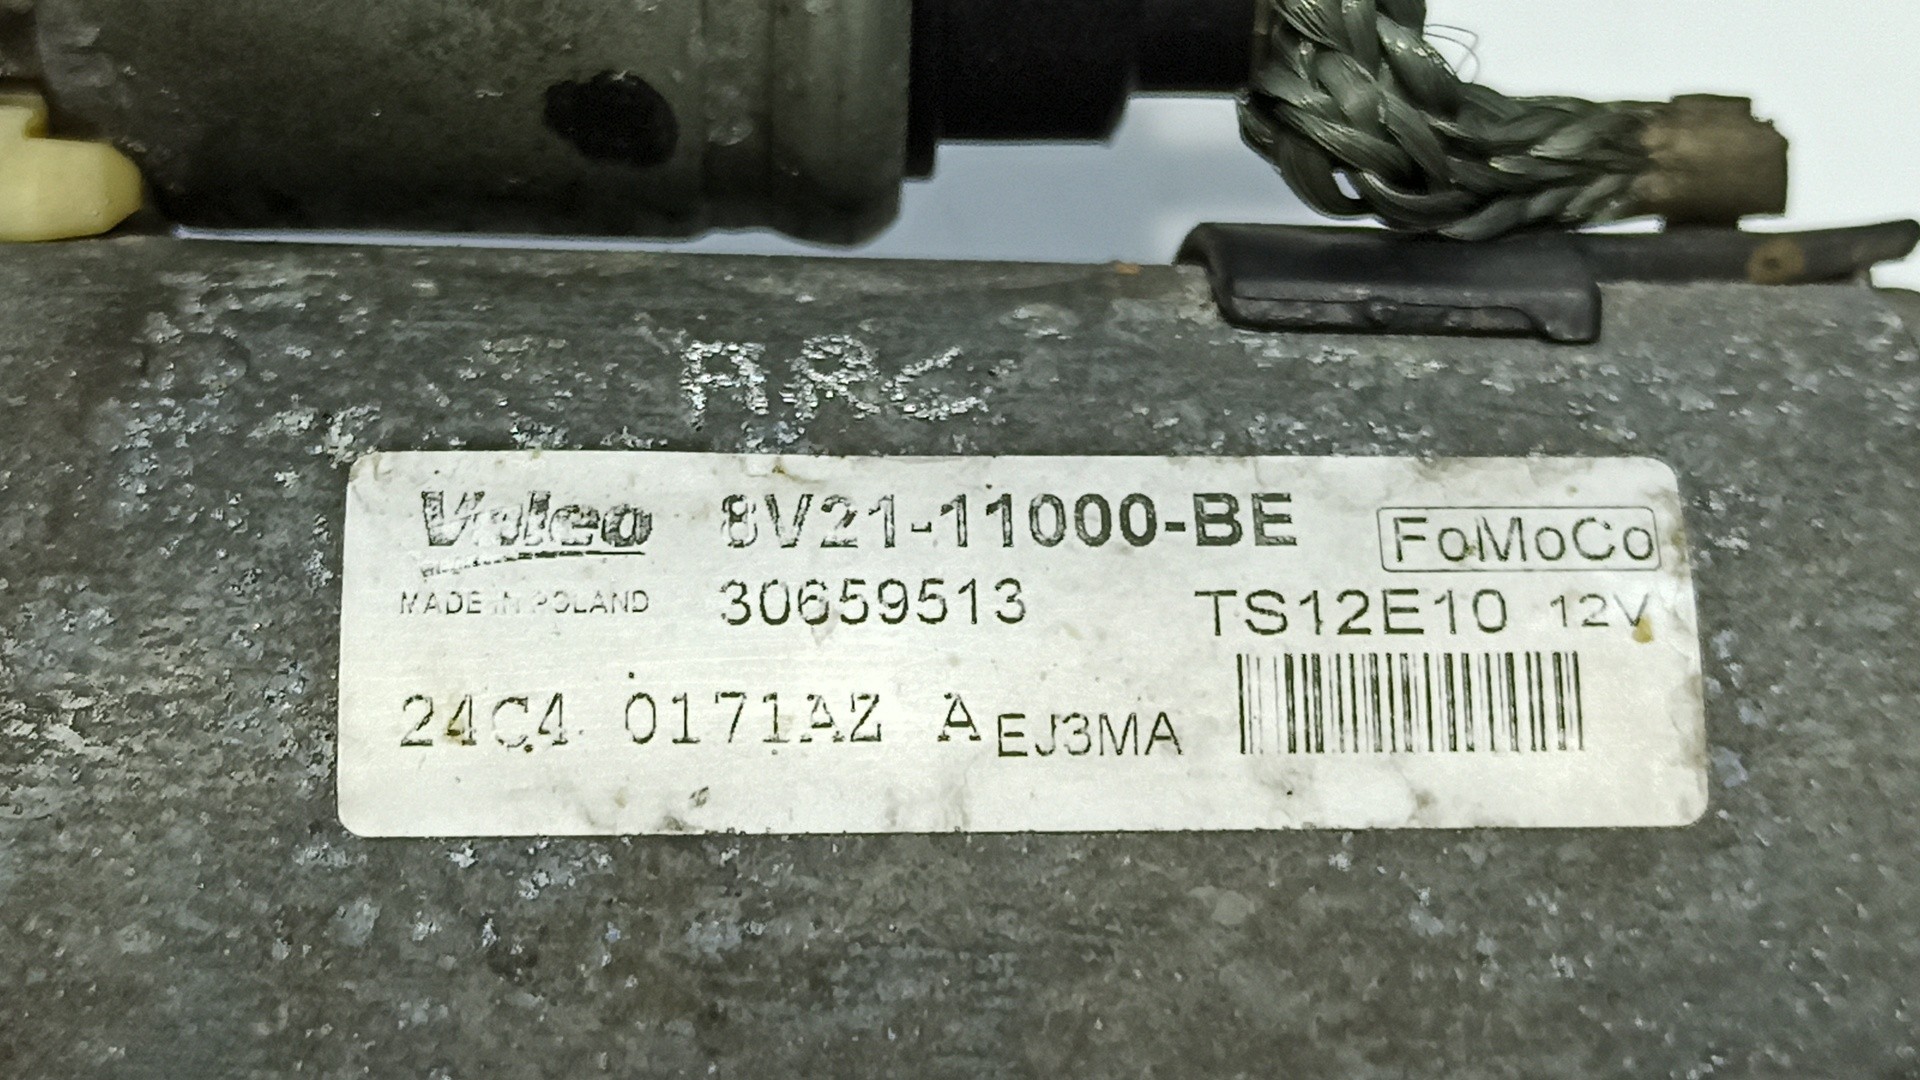 ARC
Valeo 8V21-11000-BE FoMoCo
MADE IN POLAND 30659513 TS12E10 12V
24C4 0171AZ A EJ3MA